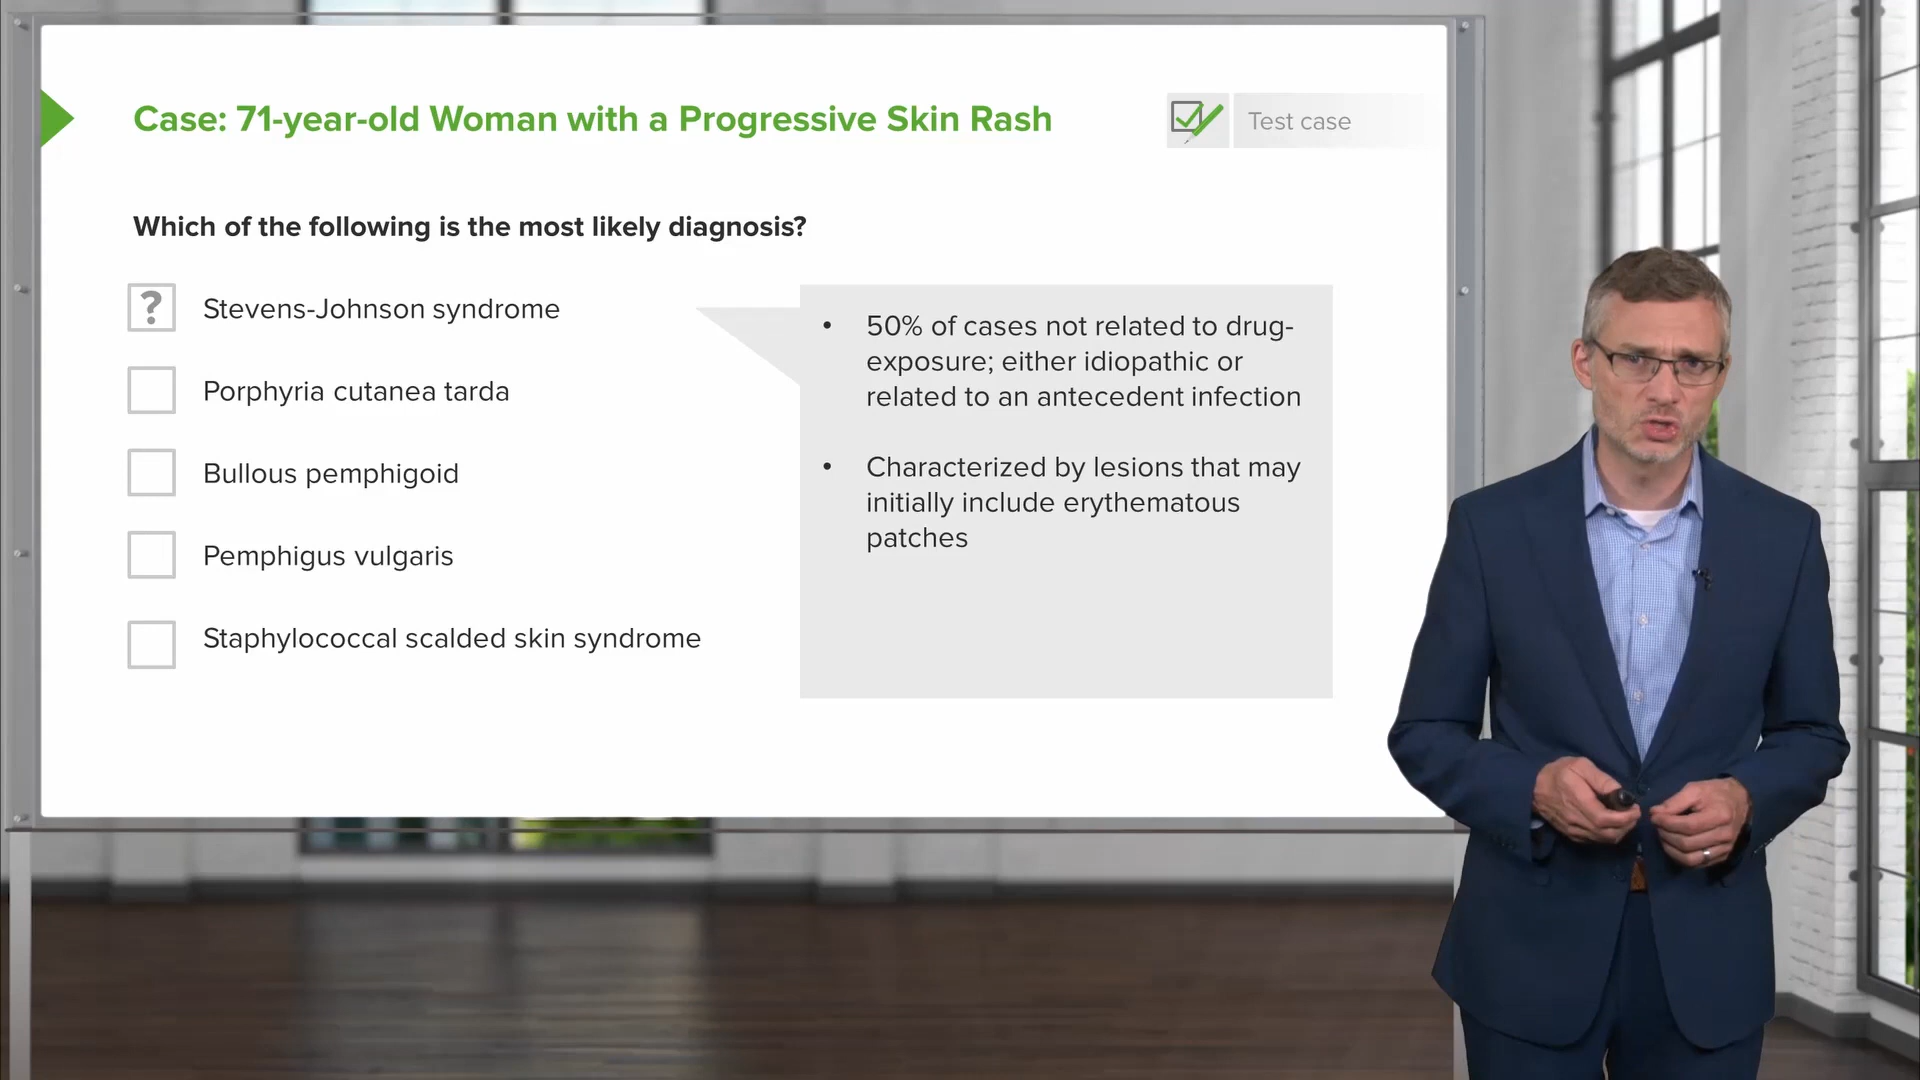 Case: 71-year-old Woman with a Progressive Skin Rash
Test case
Which of the following is the most likely diagnosis?
?
Stevens-Johnson syndrome
Porphyria cutanea tarda
Bullous pemphigoid
Pemphigus vulgaris
Staphylococcal scalded skin syndrome
• 50% of cases not related to drug-
exposure; either idiopathic or
related to an antecedent infection
• Characterized by lesions that may
initially include erythematous
patches